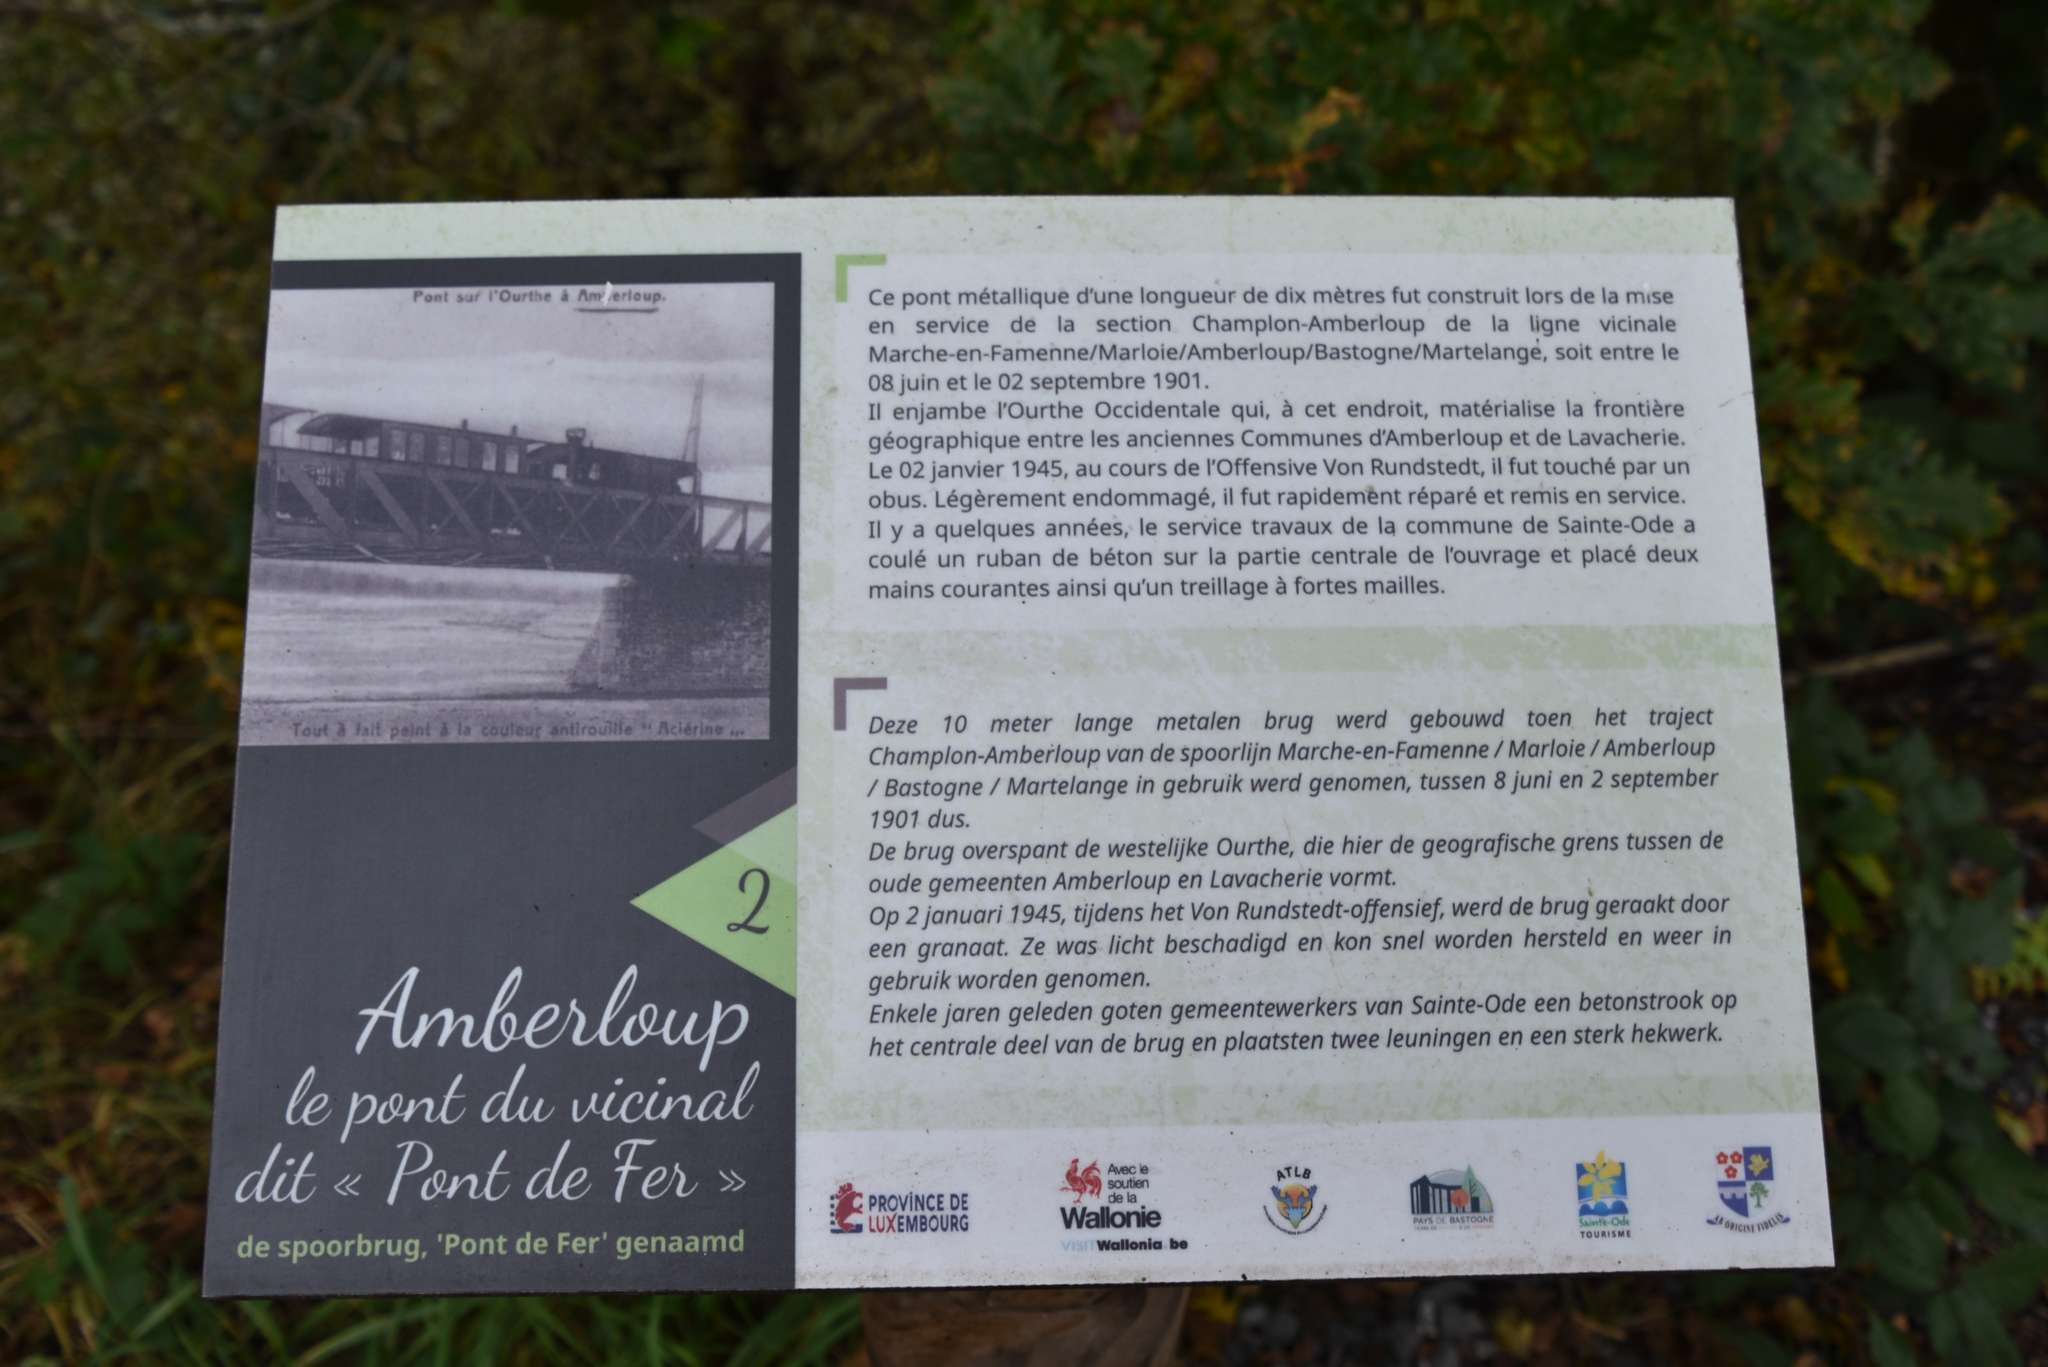 Pont sur l'Ourthe à Amberloup.
Tout à fait peint à la couleur antirouille " Aciérine „
2
Amberloup
le pont du vicinal
dit « Pont de Fer »
de spoorbrug, 'Pont de Fer' genaamd
Ce pont métallique d'une longueur de dix mètres fut construit lors de la mise
en service de la section Champlon-Amberloup de la ligne vicinale
Marche-en-Famenne/Marloie/Amberloup/Bastogne/Martelange, soit entre le
08 juin et le 02 septembre 1901.
Il enjambe l'Ourthe Occidentale qui, à cet endroit, matérialise la frontière
géographique entre les anciennes Communes d'Amberloup et de Lavacherie.
Le 02 janvier 1945, au cours de l'Offensive Von Rundstedt, il fut touché par un
obus. Légèrement endommagé, il fut rapidement réparé et remis en service.
Il y a quelques années, le service travaux de la commune de Sainte-Ode a
coulé un ruban de béton sur la partie centrale de l'ouvrage et placé deux
mains courantes ainsi qu'un treillage à fortes mailles.
Deze 10 meter lange metalen brug werd gebouwd toen het traject
Champlon-Amberloup van de spoorlijn Marche-en-Famenne / Marloie / Amberloup
/ Bastogne / Martelange in gebruik werd genomen, tussen 8 juni en 2 september
1901 dus.
De brug overspant de westelijke Ourthe, die hier de geografische grens tussen de
oude gemeenten Amberloup en Lavacherie vormt.
Op 2 januari 1945, tijdens het Von Rundstedt-offensief, werd de brug geraakt door
een granaat. Ze was licht beschadigd en kon snel worden hersteld en weer in
gebruik worden genomen.
Enkele jaren geleden goten gemeentewerkers van Sainte-Ode een betonstrook op
het centrale deel van de brug en plaatsten twee leuningen en een sterk hekwerk.
PROVINCE DE
LUXEMBOURG
Avec le
soutien
de la
Wallonie
VISITWallonia.be
ATLB
PAYS DE BASTOGNE
Sainte-Ode
TOURISME
AB ORIGINE FIDELIS